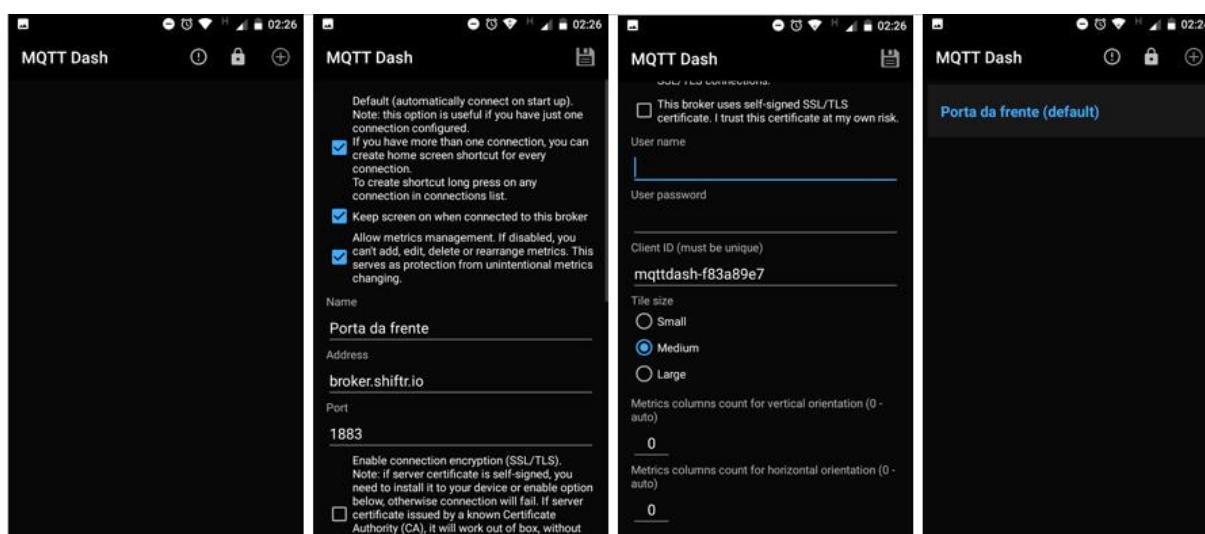 02:26
MQTT Dash
02:26
MQTT Dash
Default (automatically connect on start up).
Note: this option is useful if you have just one
connection configured.
If you have more than one connection, you can
create home screen shortcut for every
connection.
To create shortcut long press on any
connection in connections list.
Keep screen on when connected to this broker
Allow metrics management. If disabled, you
can't add, edit, delete or rearrange metrics. This
serves as protection from unintentional metrics
changing.
Name
Porta da frente
Address
broker.shiftr.io
Port
1883
Enable connection encryption (SSL/TLS).
Note: if server certificate is self-signed, you
need to install it to your device or enable option
below, otherwise connection will fail. If server
certificate issued by a known Certificate
Authority (CA), it will work out of box, without
H 02:26
MQTT Dash
SSL/TLS connections.
This broker uses self-signed SSL/TLS
certificate. I trust this certificate at my own risk.
User name
User password
Client ID (must be unique)
mqttdash-f83a89e7
Tile size
Small
Medium
Large
Metrics columns count for vertical orientation (0 -
auto)
0
Metrics columns count for horizontal orientation (0 -
auto)
0
H 02:2
MQTT Dash
Porta da frente (default)